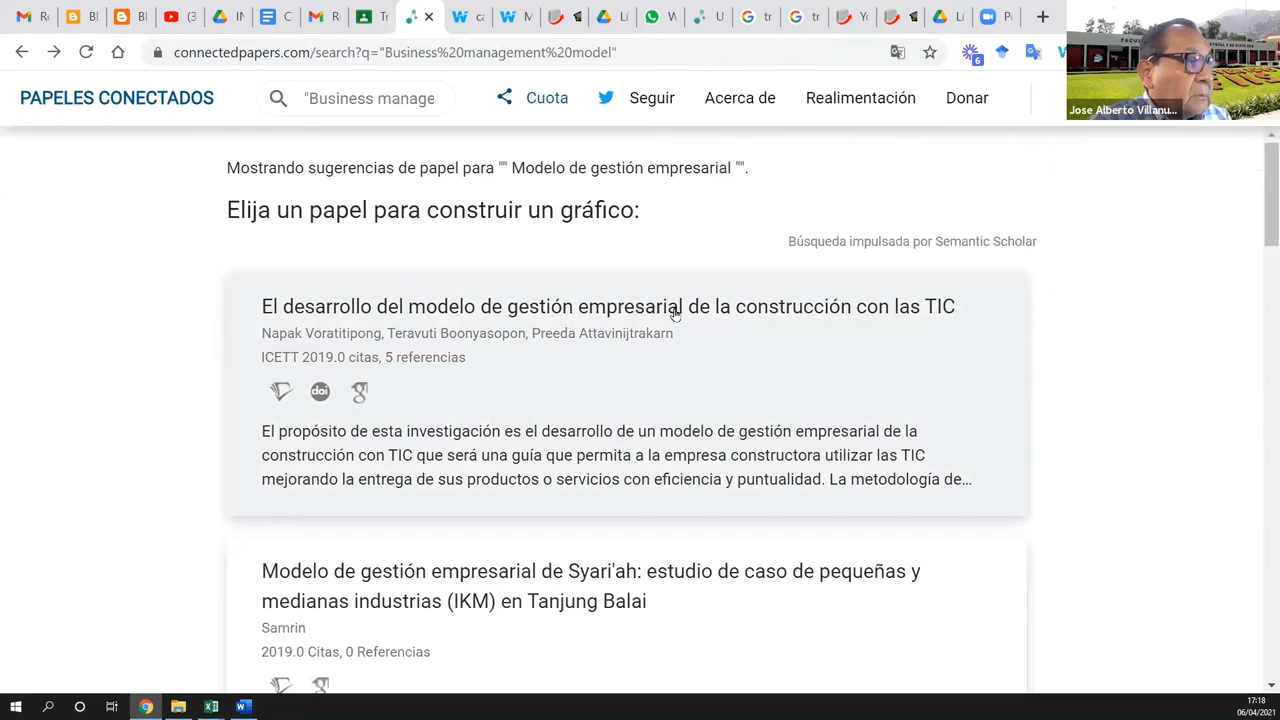 connectedpapers.com/search?q="Business%20management%20model"
6
PAPELES CONECTADOS
"Business manage
Cuota
Seguir
Acerca de
Realimentación
Donar
Jose Alberto Villanu...
Mostrando sugerencias de papel para "" Modelo de gestión empresarial "".
Elija un papel para construir un gráfico:
Búsqueda impulsada por Semantic Scholar
El desarrollo del modelo de gestión empresarial de la construcción con las TIC
Napak Voratitipong, Teravuti Boonyasopon, Preeda Attavinijtrakarn
ICETT 2019.0 citas, 5 referencias
doi
El propósito de esta investigación es el desarrollo de un modelo de gestión empresarial de la
construcción con TIC que será una guía que permita a la empresa constructora utilizar las TIC
mejorando la entrega de sus productos o servicios con eficiencia y puntualidad. La metodología de…
Modelo de gestión empresarial de Syari'ah: estudio de caso de pequeñas y
medianas industrias (IKM) en Tanjung Balai
Samrin
2019.0 Citas, 0 Referencias
17:18
06/04/2021